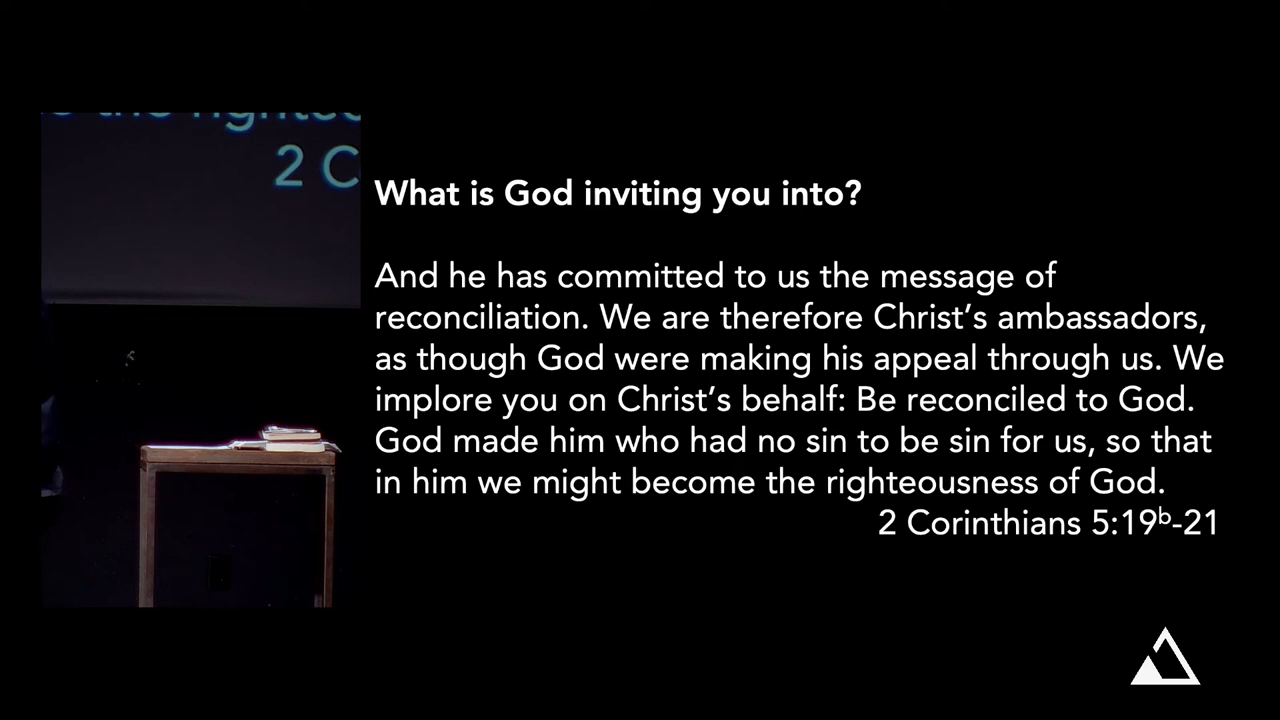 the righteo
2 C
What is God inviting you into?
And he has committed to us the message of
reconciliation. We are therefore Christ's ambassadors,
as though God were making his appeal through us. We
implore you on Christ's behalf: Be reconciled to God.
God made him who had no sin to be sin for us, so that
in him we might become the righteousness of God.
2 Corinthians 5:19ᵇ-21